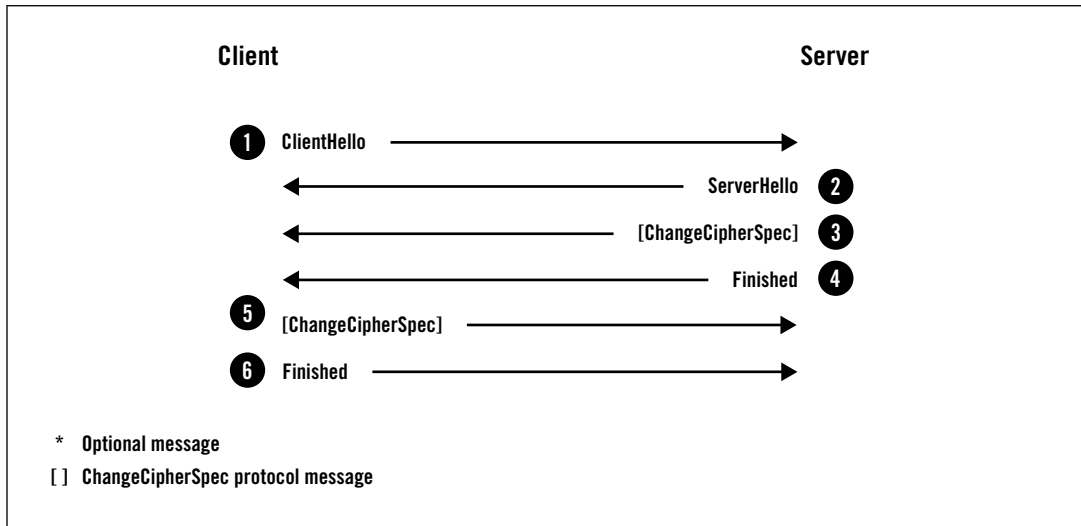 Client Server
1 ClientHello
ServerHello 2
[ChangeCipherSpec] 3
Finished 4
5 [ChangeCipherSpec]
6 Finished
* Optional message
[ ] ChangeCipherSpec protocol message